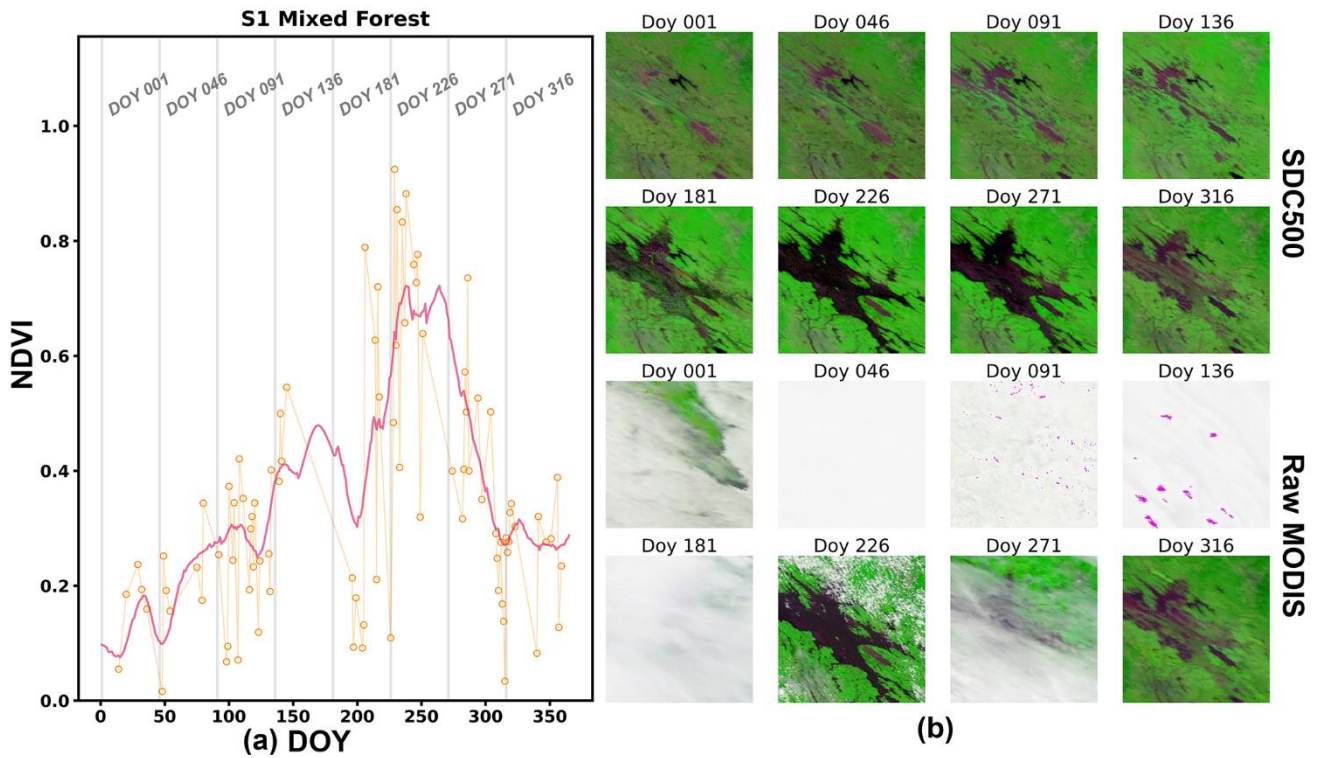 S1 Mixed Forest
DOY 001
DOY 046
DOY 091
DOY 136
DOY 181
DOY 226
DOY 271
DOY 316
NDVI
1.0
0.8
0.6
0.4
0.2
0.0
0 50 100 150 200 250 300 350
(a) DOY
Doy 001 Doy 046 Doy 091 Doy 136
Doy 181 Doy 226 Doy 271 Doy 316
SDC500
Doy 001 Doy 046 Doy 091 Doy 136
Doy 181 Doy 226 Doy 271 Doy 316
Raw MODIS
(b)